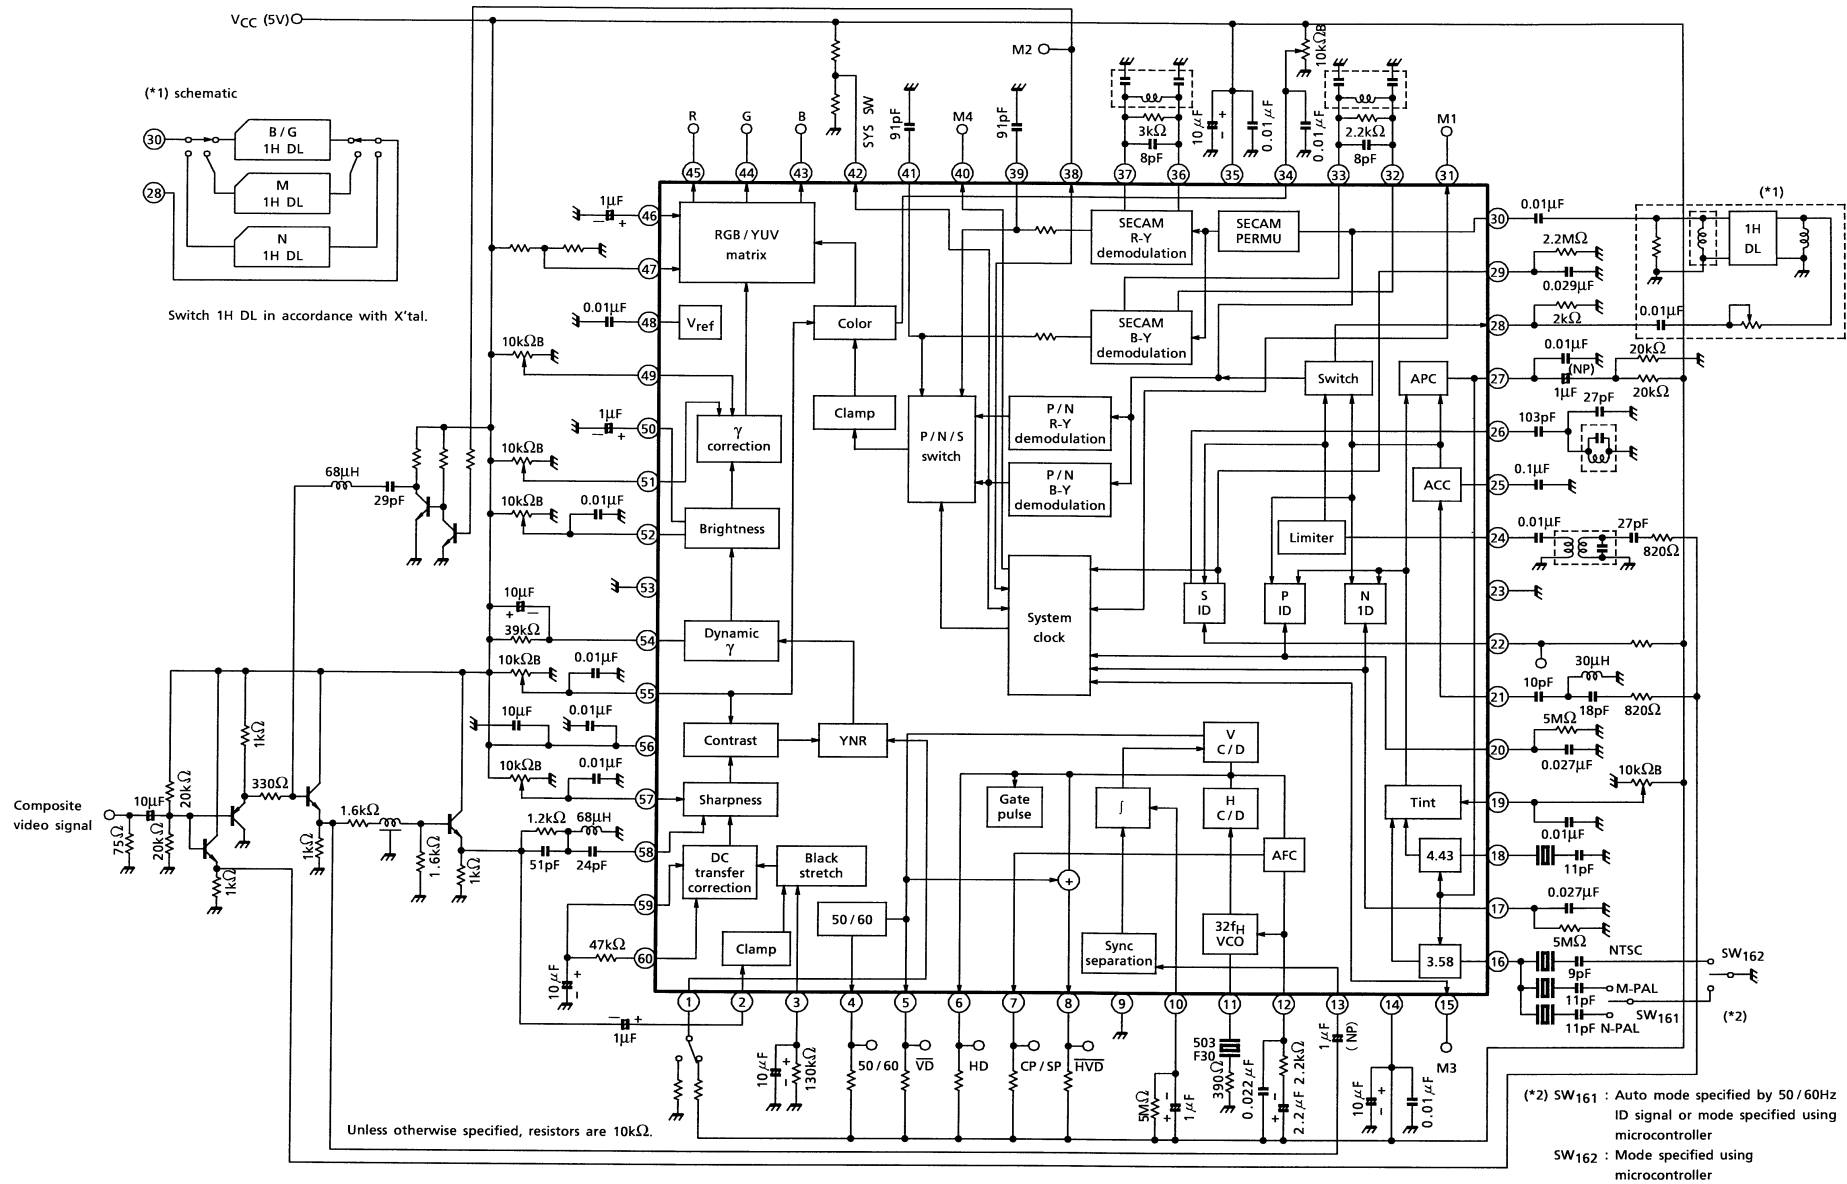 VCC (5V)
(*1) schematic
30
B / G
1H DL
M
1H DL
28
N
1H DL
Switch 1H DL in accordance with X'tal.
M2
SYS SW
R
G
B
91pF
M4
91pF
3kΩ
8pF
10μF
+
−
0.01μF
10kΩB
0.01μF
2.2kΩ
8pF
M1
45
44
43
42
41
40
39
38
37
36
35
34
33
32
31
1μF
−
+
46
47
0.01μF
48
10kΩB
49
1μF
−
+
50
10kΩB
51
10kΩB
0.01μF
52
53
10μF
+
−
39kΩ
54
10kΩB
0.01μF
55
10μF
0.01μF
56
10kΩB
0.01μF
57
1.2kΩ
68μH
51pF
24pF
58
59
47kΩ
60
10μF
+
−
−
+
1μF
68μH
29pF
Composite
video signal
75Ω
10μF
20kΩ
20kΩ
1kΩ
1kΩ
330Ω
1kΩ
1.6kΩ
1.6kΩ
1kΩ
RGB / YUV
matrix
Vref
Color
Clamp
γ
correction
Brightness
Dynamic
γ
Contrast
YNR
Sharpness
DC
transfer
correction
Black
stretch
Clamp
50 / 60
SECAM
R-Y
demodulation
SECAM
PERMU
SECAM
B-Y
demodulation
P / N / S
switch
P / N
R-Y
demodulation
P / N
B-Y
demodulation
Switch
APC
ACC
Limiter
S
ID
P
ID
N
1D
System
clock
V
C / D
Gate
pulse
∫
H
C / D
AFC
+
32fH
VCO
Sync
separation
Tint
4.43
3.58
30
0.01μF
(*1)
1H
DL
29
2.2MΩ
0.029μF
28
2kΩ
0.01μF
27
0.01μF
(NP)
1μF
20kΩ
20kΩ
26
103pF
27pF
25
0.1μF
24
0.01μF
27pF
820Ω
23
22
21
30μH
10pF
18pF
820Ω
20
5MΩ
0.027μF
19
10kΩB
0.01μF
18
11pF
17
0.027μF
5MΩ
16
NTSC
9pF
SW162
M-PAL
11pF
SW161
11pF
N-PAL
(*2)
1
2
3
4
5
6
7
8
9
10
11
12
13
14
15
10μF
+
−
130kΩ
50 / 60
VD
HD
CP / SP
HVD
5MΩ
−
+
1μF
503
F30
390Ω
0.022μF
−
+
2.2μF
2.2kΩ
1μF
(NP)
10μF
+
−
0.01μF
M3
Unless otherwise specified, resistors are 10kΩ.
(*2) SW161 : Auto mode specified by 50 / 60Hz
ID signal or mode specified using
microcontroller
SW162 : Mode specified using
microcontroller